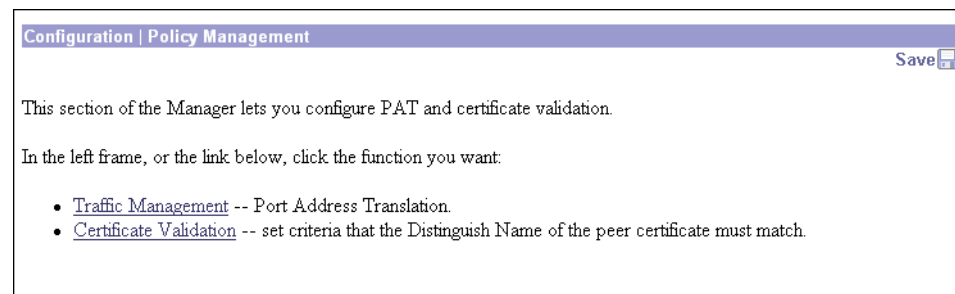 Configuration | Policy Management
Save
This section of the Manager lets you configure PAT and certificate validation.
In the left frame, or the link below, click the function you want:
• Traffic Management -- Port Address Translation.
• Certificate Validation -- set criteria that the Distinguish Name of the peer certificate must match.